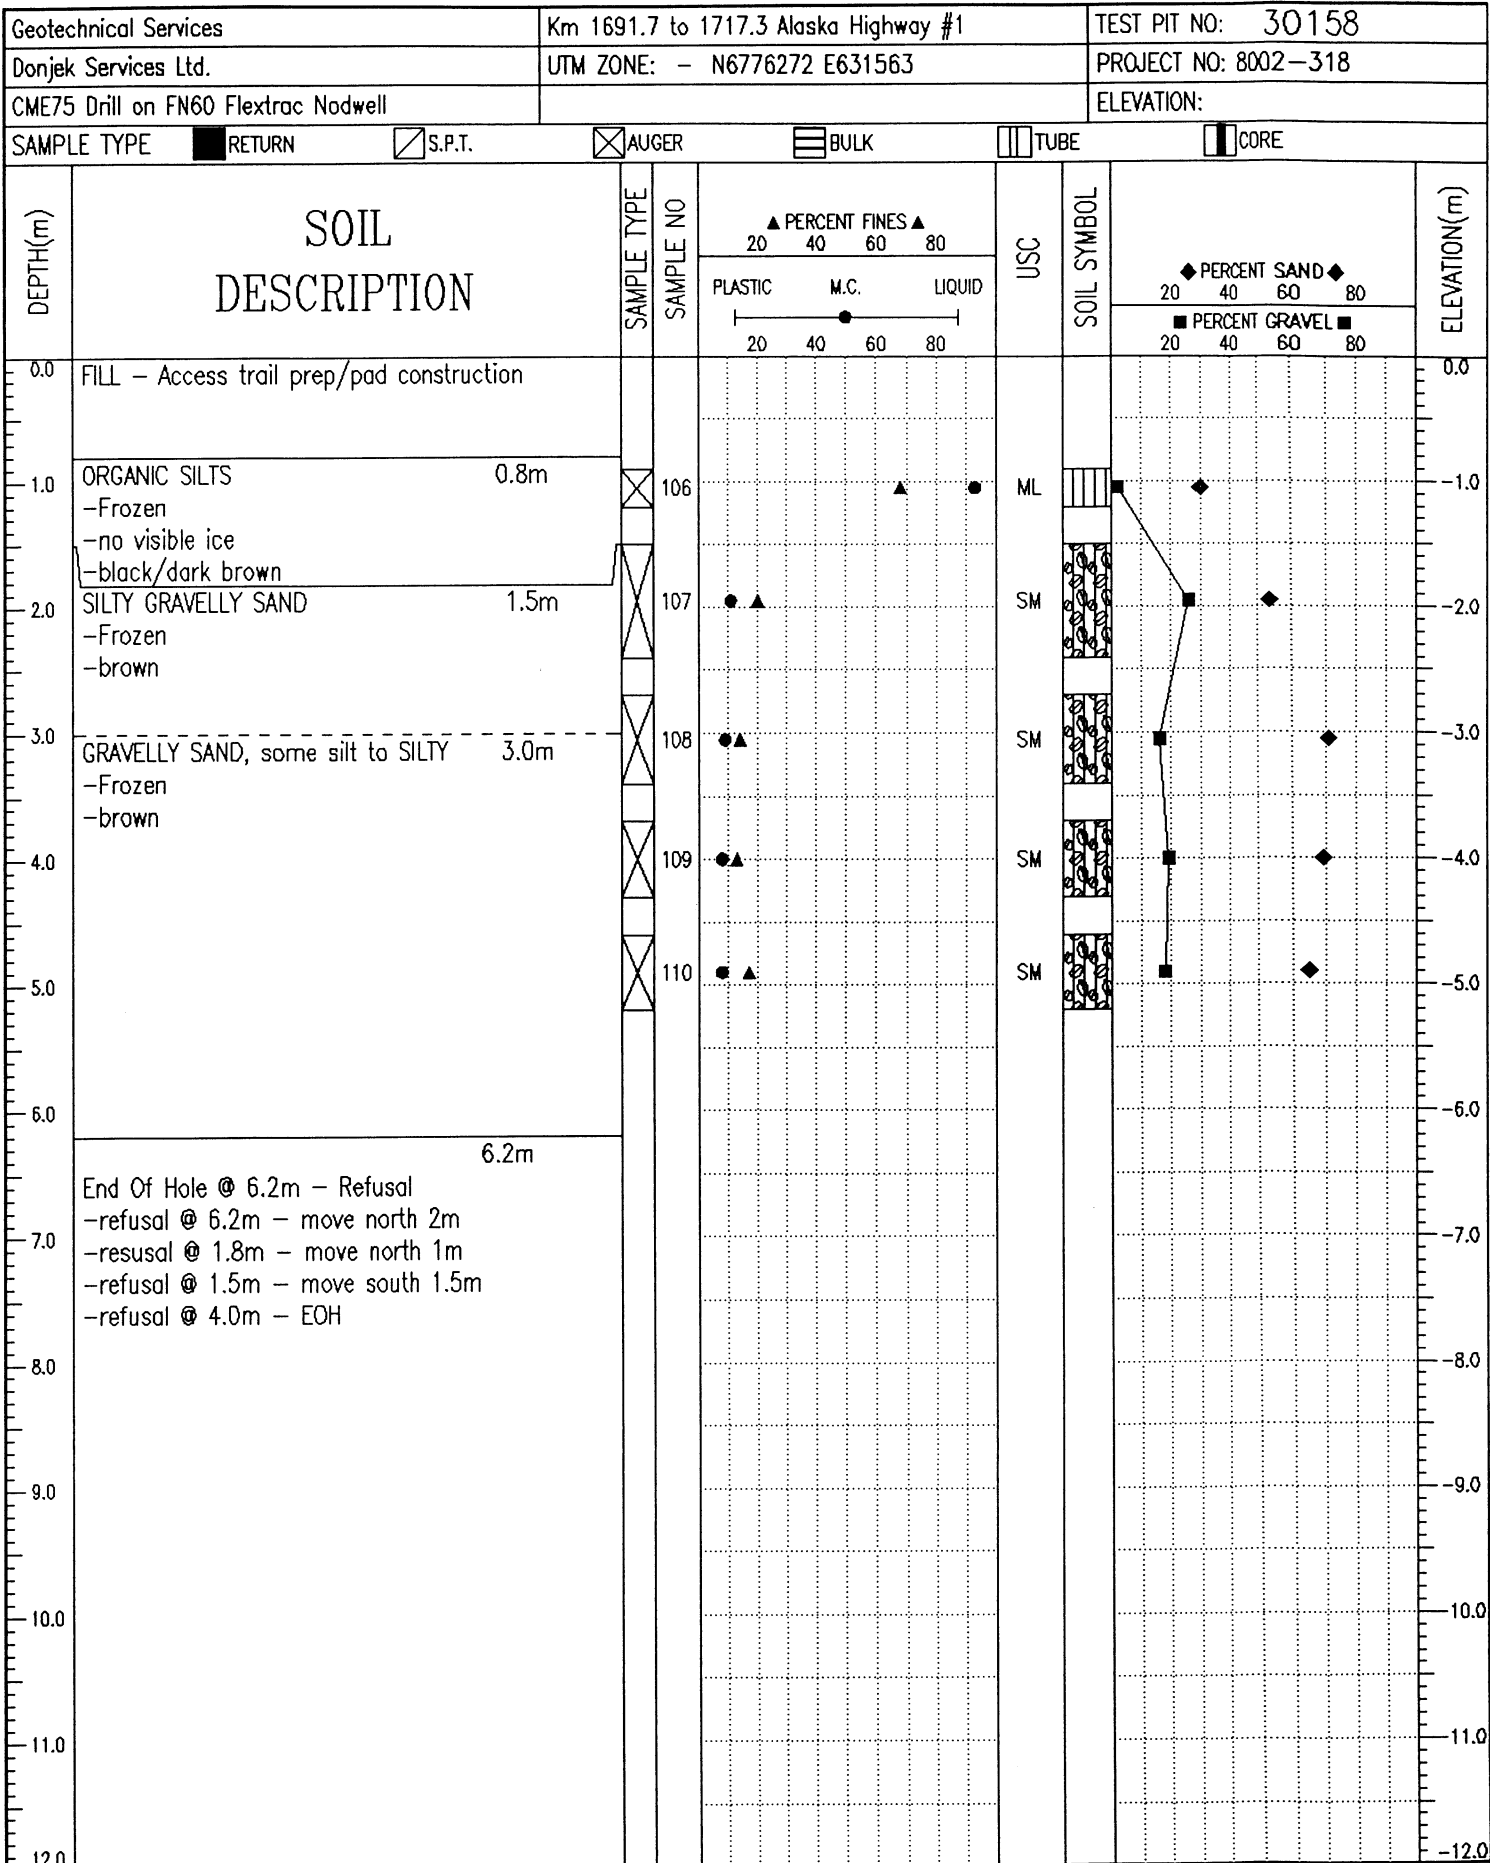 Geotechnical Services
Km 1691.7 to 1717.3 Alaska Highway #1
TEST PIT NO: 30158
Donjek Services Ltd.
UTM ZONE: – N6776272 E631563
PROJECT NO: 8002–318
CME75 Drill on FN60 Flextrac Nodwell
ELEVATION:
SAMPLE TYPE RETURN S.P.T. AUGER BULK TUBE CORE
DEPTH(m)
SOIL
DESCRIPTION
SAMPLE TYPE
SAMPLE NO
PERCENT FINES
20 40 60 80
PLASTIC M.C. LIQUID
20 40 60 80
USC
SOIL SYMBOL
PERCENT SAND
20 40 60 80
PERCENT GRAVEL
20 40 60 80
ELEVATION(m)
0.0
FILL – Access trail prep/pad construction
0.0
ORGANIC SILTS 0.8m
1.0
106
ML
–1.0
–Frozen
–no visible ice
–black/dark brown
SILTY GRAVELLY SAND 1.5m
2.0
107
SM
–2.0
–Frozen
–brown
3.0
108
SM
–3.0
GRAVELLY SAND, some silt to SILTY 3.0m
–Frozen
–brown
4.0
109
SM
–4.0
5.0
110
SM
–5.0
6.0
–6.0
6.2m
End Of Hole @ 6.2m – Refusal
–refusal @ 6.2m – move north 2m
7.0
–7.0
–resusal @ 1.8m – move north 1m
–refusal @ 1.5m – move south 1.5m
–refusal @ 4.0m – EOH
8.0
–8.0
9.0
–9.0
10.0
–10.0
11.0
–11.0
12.0
–12.0